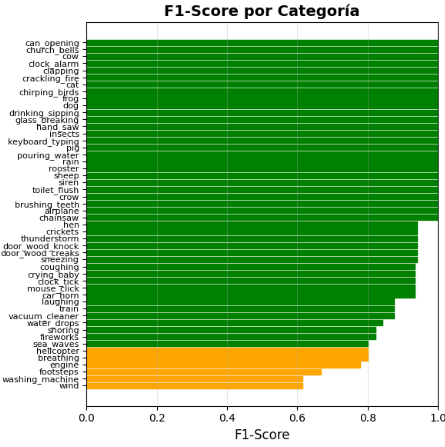 F1-Score por Categoría
can_opening
church_bells
cow
clock_alarm
clapping
crackling_fire
cat
chirping_birds
frog
dog
drinking_sipping
glass_breaking
hand_saw
insects
keyboard_typing
pig
pouring_water
rain
rooster
sheep
siren
toilet_flush
crow
brushing_teeth
airplane
chainsaw
hen
crickets
thunderstorm
door_wood_knock
door_wood_creaks
sneezing
coughing
crying_baby
clock_tick
mouse_click
car_horn
laughing
train
vacuum_cleaner
water_drops
snoring
fireworks
sea_waves
helicopter
breathing
engine
footsteps
washing_machine
wind
0.0 0.2 0.4 0.6 0.8 1.0
F1-Score